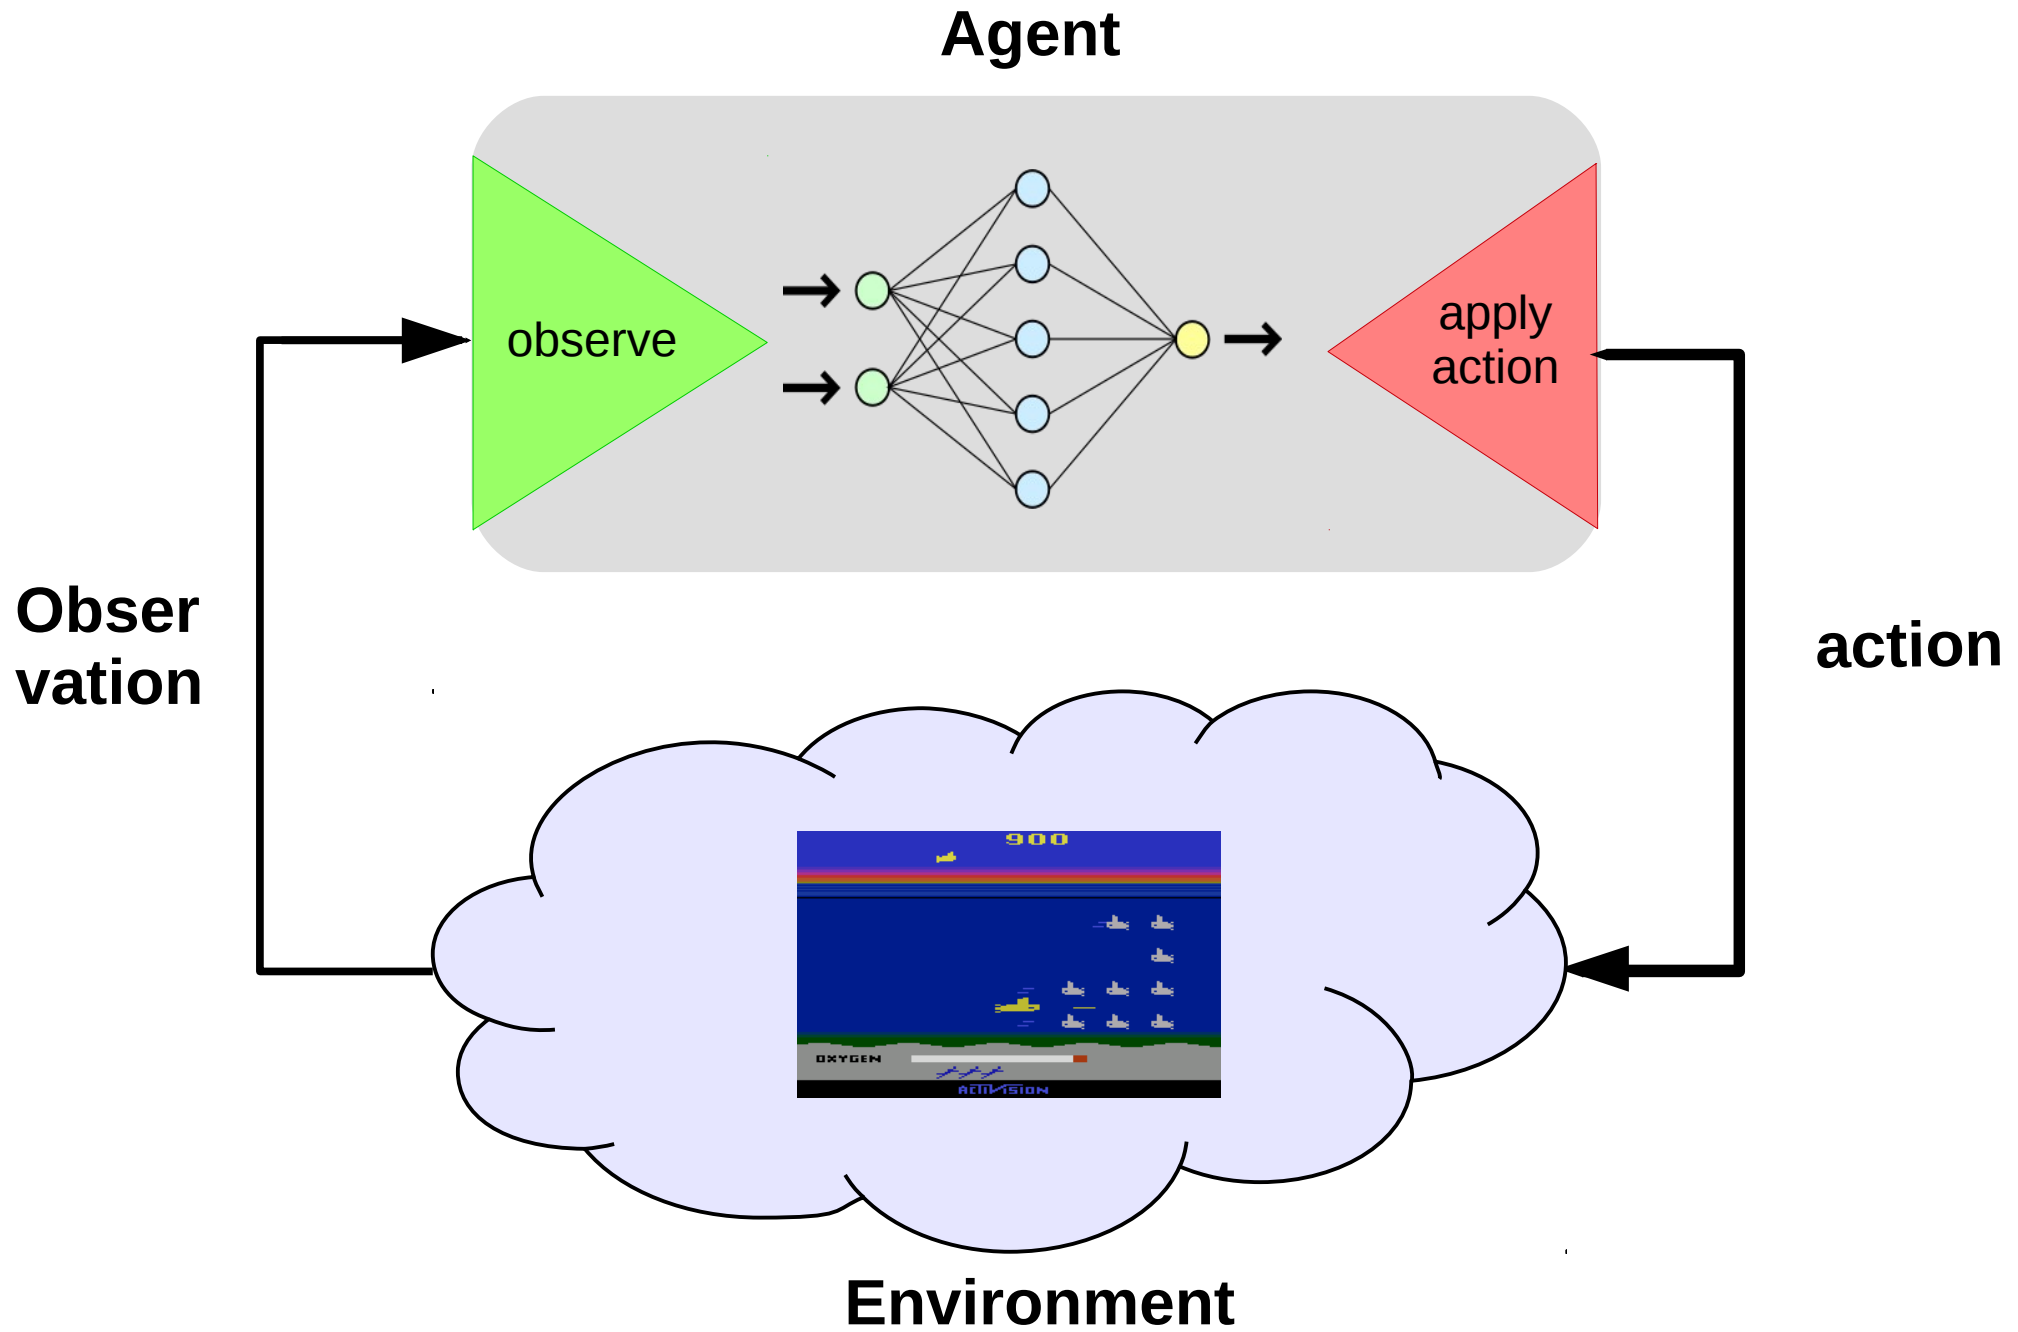 Agent
observe
apply
action
Obser
vation
action
900
OXYGEN
ACTIVISION
Environment